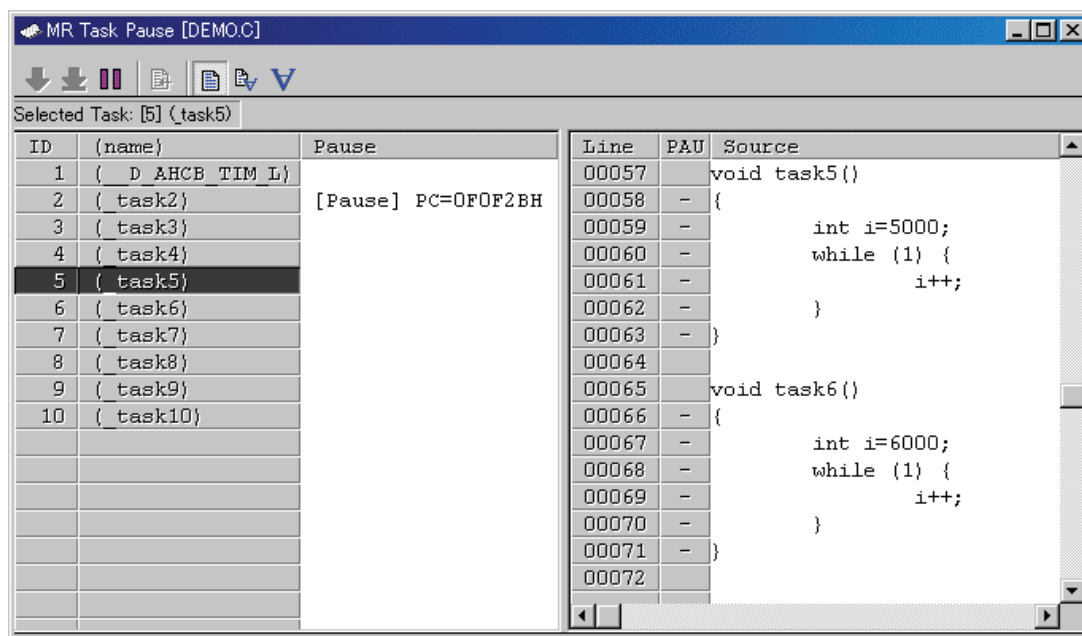 MR Task Pause [DEMO.C]
Selected Task: [5] (_task5)
ID (name) Pause
1 (__D_AHCB_TIM_L)
2 (_task2) [Pause] PC=0F0F2BH
3 (_task3)
4 (_task4)
5 (_task5)
6 (_task6)
7 (_task7)
8 (_task8)
9 (_task9)
10 (_task10)
Line PAU Source
00057 void task5()
00058 - {
00059 - int i=5000;
00060 - while (1) {
00061 - i++;
00062 - }
00063 - }
00064
00065 void task6()
00066 - {
00067 - int i=6000;
00068 - while (1) {
00069 - i++;
00070 - }
00071 - }
00072